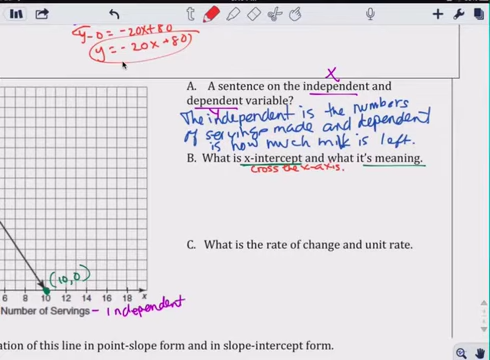 y-0 = -20x+80
y = -20x+80
X
A. A sentence on the independent and
dependent variable?
y
The independent is the numbers
of servings made and dependent
is how much milk is left.
B. What is x-intercept and what it's meaning.
cross the x-axis.
C. What is the rate of change and unit rate.
(10,0)
6 8 10 12 14 16 18 x
Number of Servings - independent
ation of this line in point-slope form and in slope-intercept form.